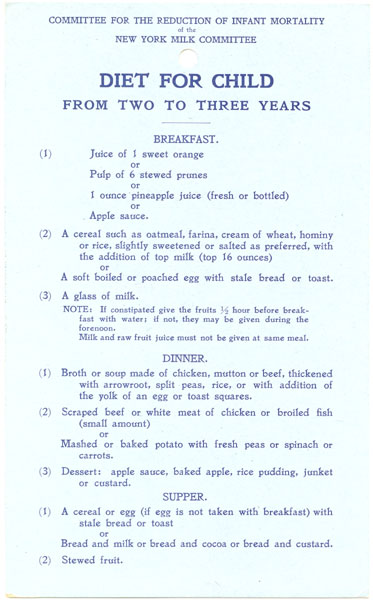 COMMITTEE FOR THE REDUCTION OF INFANT MORTALITY
of the
NEW YORK MILK COMMITTEE
DIET FOR CHILD
FROM TWO TO THREE YEARS
BREAKFAST.
(1) Juice of 1 sweet orange
or
Pulp of 6 stewed prunes
or
1 ounce pineapple juice (fresh or bottled)
or
Apple sauce.
(2) A cereal such as oatmeal, farina, cream of wheat, hominy
or rice, slightly sweetened or salted as preferred, with
the addition of top milk (top 16 ounces)
or
A soft boiled or poached egg with stale bread or toast.
(3) A glass of milk.
NOTE: If constipated give the fruits ½ hour before break-
fast with water; if not, they may be given during the
forenoon.
Milk and raw fruit juice must not be given at same meal.
DINNER.
(1) Broth or soup made of chicken, mutton or beef, thickened
with arrowroot, split peas, rice, or with addition of
the yolk of an egg or toast squares.
(2) Scraped beef or white meat of chicken or broiled fish
(small amount)
or
Mashed or baked potato with fresh peas or spinach or
carrots.
(3) Dessert: apple sauce, baked apple, rice pudding, junket
or custard.
SUPPER.
(1) A cereal or egg (if egg is not taken with breakfast) with
stale bread or toast
or
Bread and milk or bread and cocoa or bread and custard.
(2) Stewed fruit.